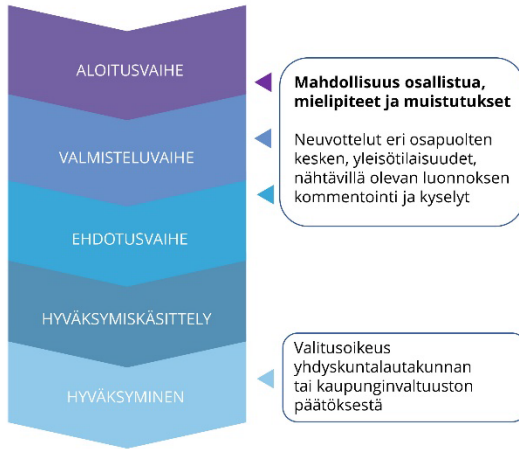 ALOITUSVAIHE
Mahdollisuus osallistua,
mielipiteet ja muistutukset
Neuvottelut eri osapuolten
kesken, yleisötilaisuudet,
nähtävillä olevan luonnoksen
kommentointi ja kyselyt
VALMISTELUVAIHE
EHDOTUSVAIHE
HYVÄKSYMISKÄSITTELY
HYVÄKSYMINEN
Valitusoikeus
yhdyskuntalautakunnan
tai kaupunginvaltuuston
päätöksestä